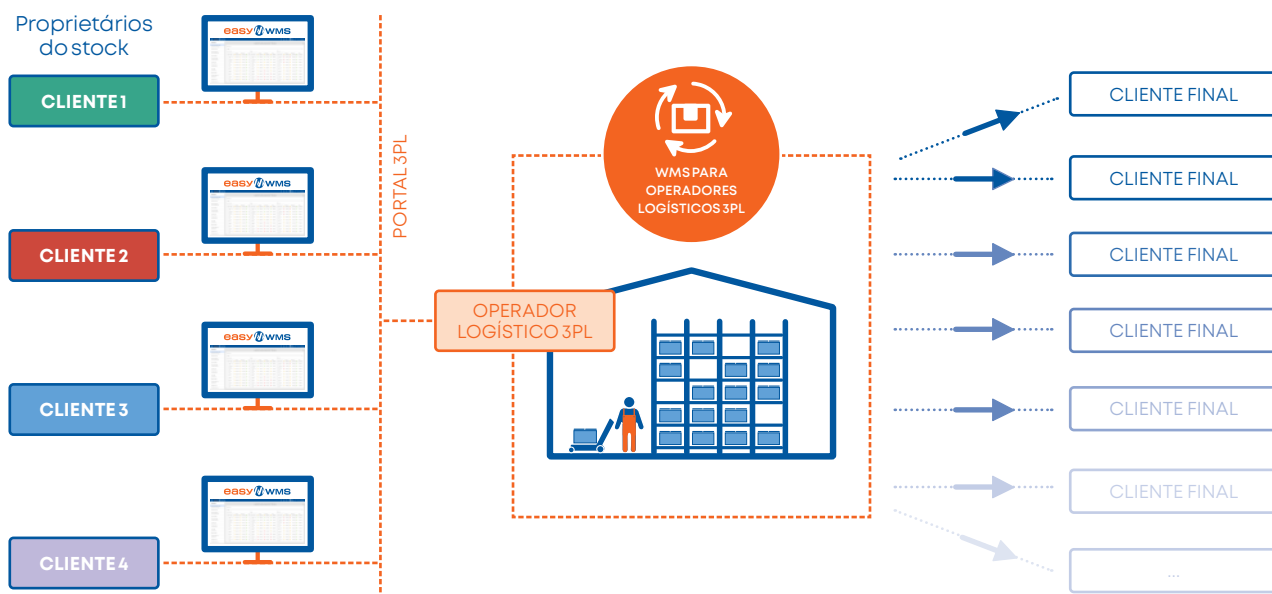 Proprietários
do stock
easy WMS
CLIENTE 1
easy WMS
CLIENTE 2
easy WMS
CLIENTE 3
easy WMS
CLIENTE 4
PORTAL 3PL
WMS PARA
OPERADORES
LOGÍSTICOS 3PL
OPERADOR
LOGÍSTICO 3PL
CLIENTE FINAL
CLIENTE FINAL
CLIENTE FINAL
CLIENTE FINAL
CLIENTE FINAL
CLIENTE FINAL
...